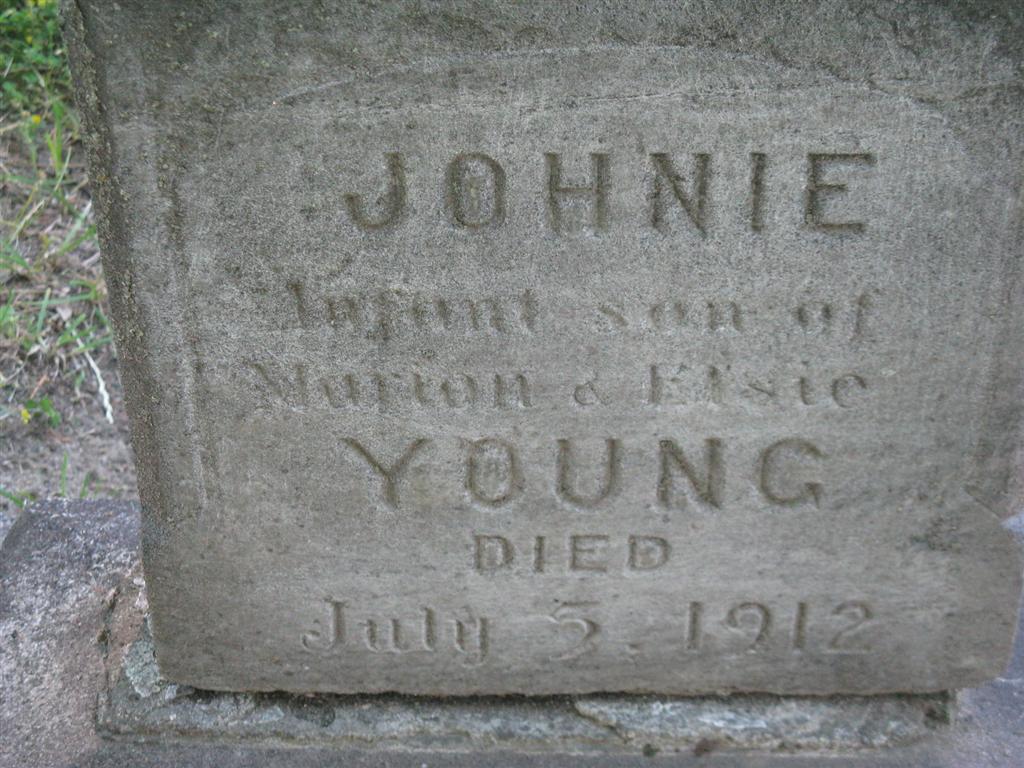 JOHNIE
Infant son of
Marion & Elsie
YOUNG
DIED
July 5, 1912